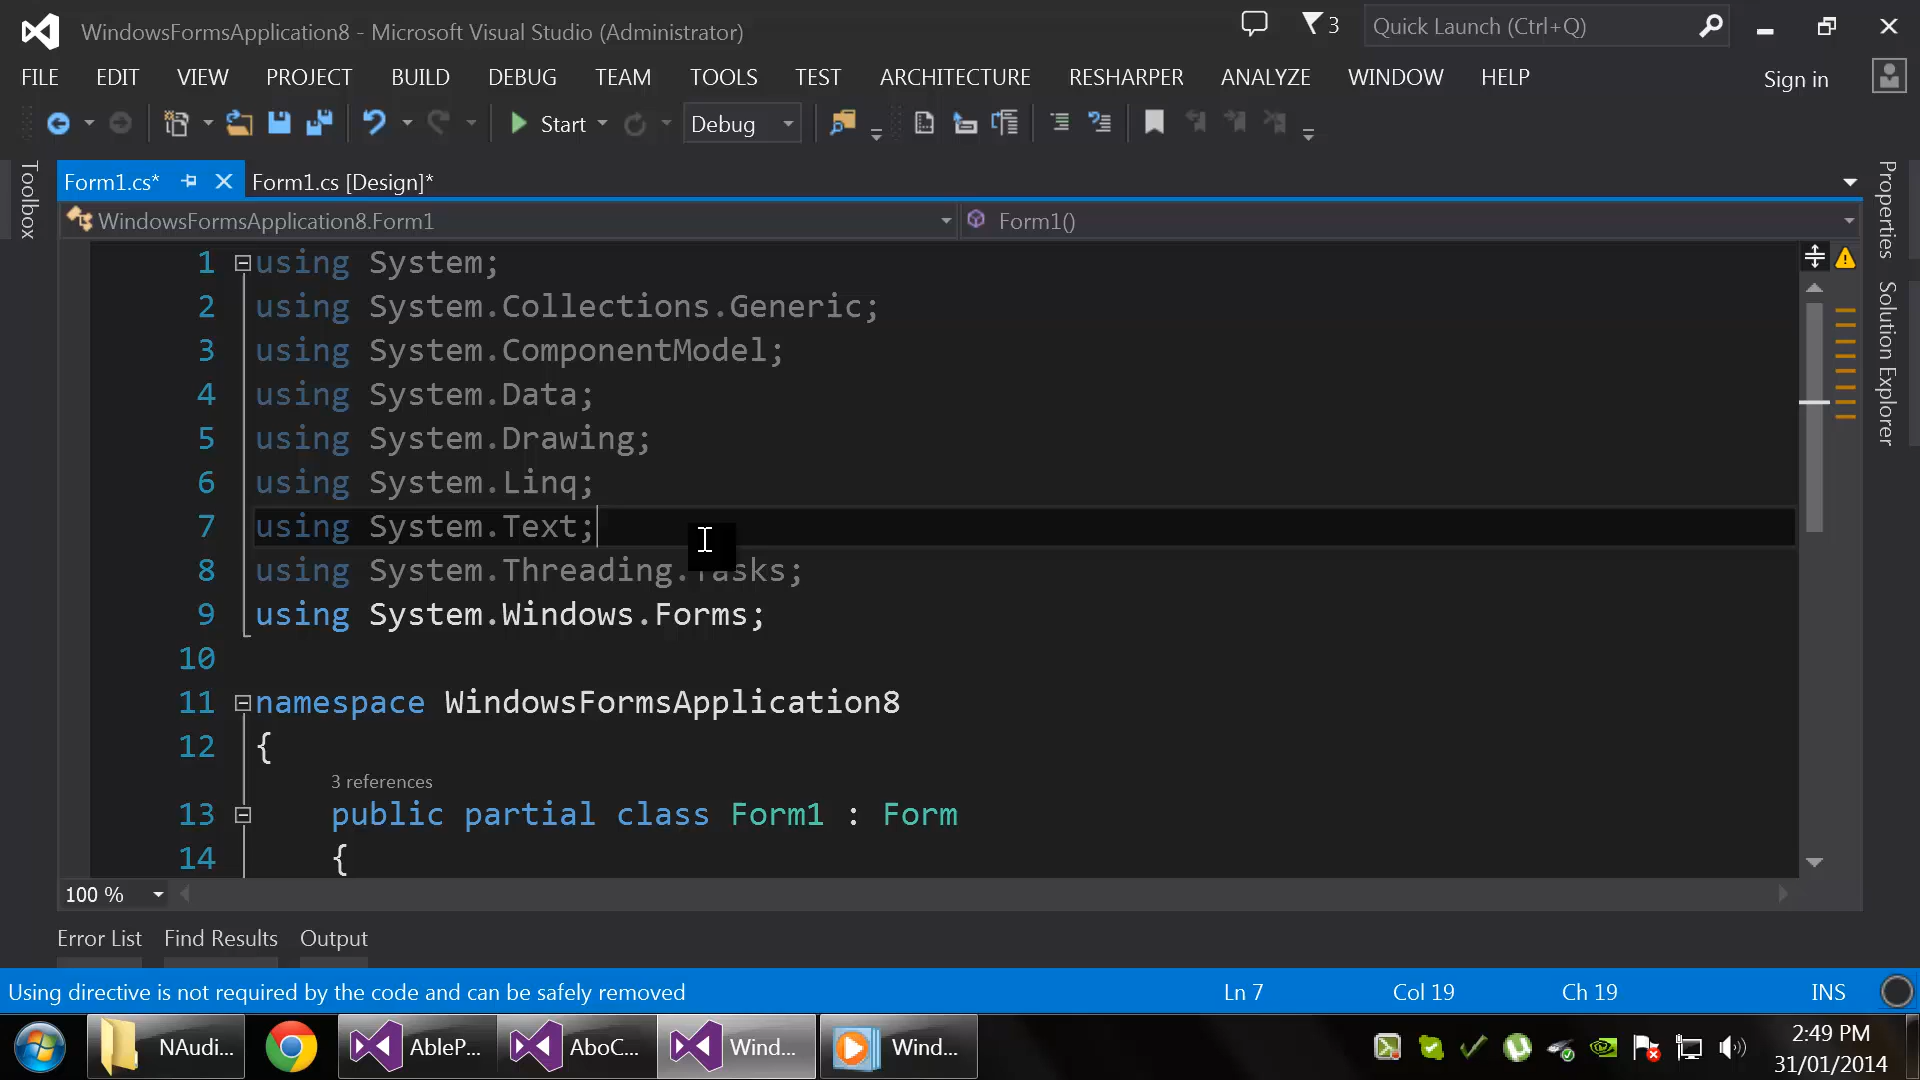 WindowsFormsApplication8 - Microsoft Visual Studio (Administrator)
3
Quick Launch (Ctrl+Q)
FILE EDIT VIEW PROJECT BUILD DEBUG TEAM TOOLS TEST ARCHITECTURE RESHARPER ANALYZE WINDOW HELP
Sign in
Start
Debug
Toolbox
Form1.cs*
Form1.cs [Design]*
Properties
Solution Explorer
WindowsFormsApplication8.Form1
Form1()
1 using System;
2 using System.Collections.Generic;
3 using System.ComponentModel;
4 using System.Data;
5 using System.Drawing;
6 using System.Linq;
7 using System.Text;
8 using System.Threading.Tasks;
9 using System.Windows.Forms;
10
11 namespace WindowsFormsApplication8
12 {
3 references
13 public partial class Form1 : Form
14 {
100 %
Error List Find Results Output
Using directive is not required by the code and can be safely removed
Ln 7 Col 19 Ch 19 INS
NAudi...
AbleP...
AboC...
Wind...
Wind...
2:49 PM
31/01/2014